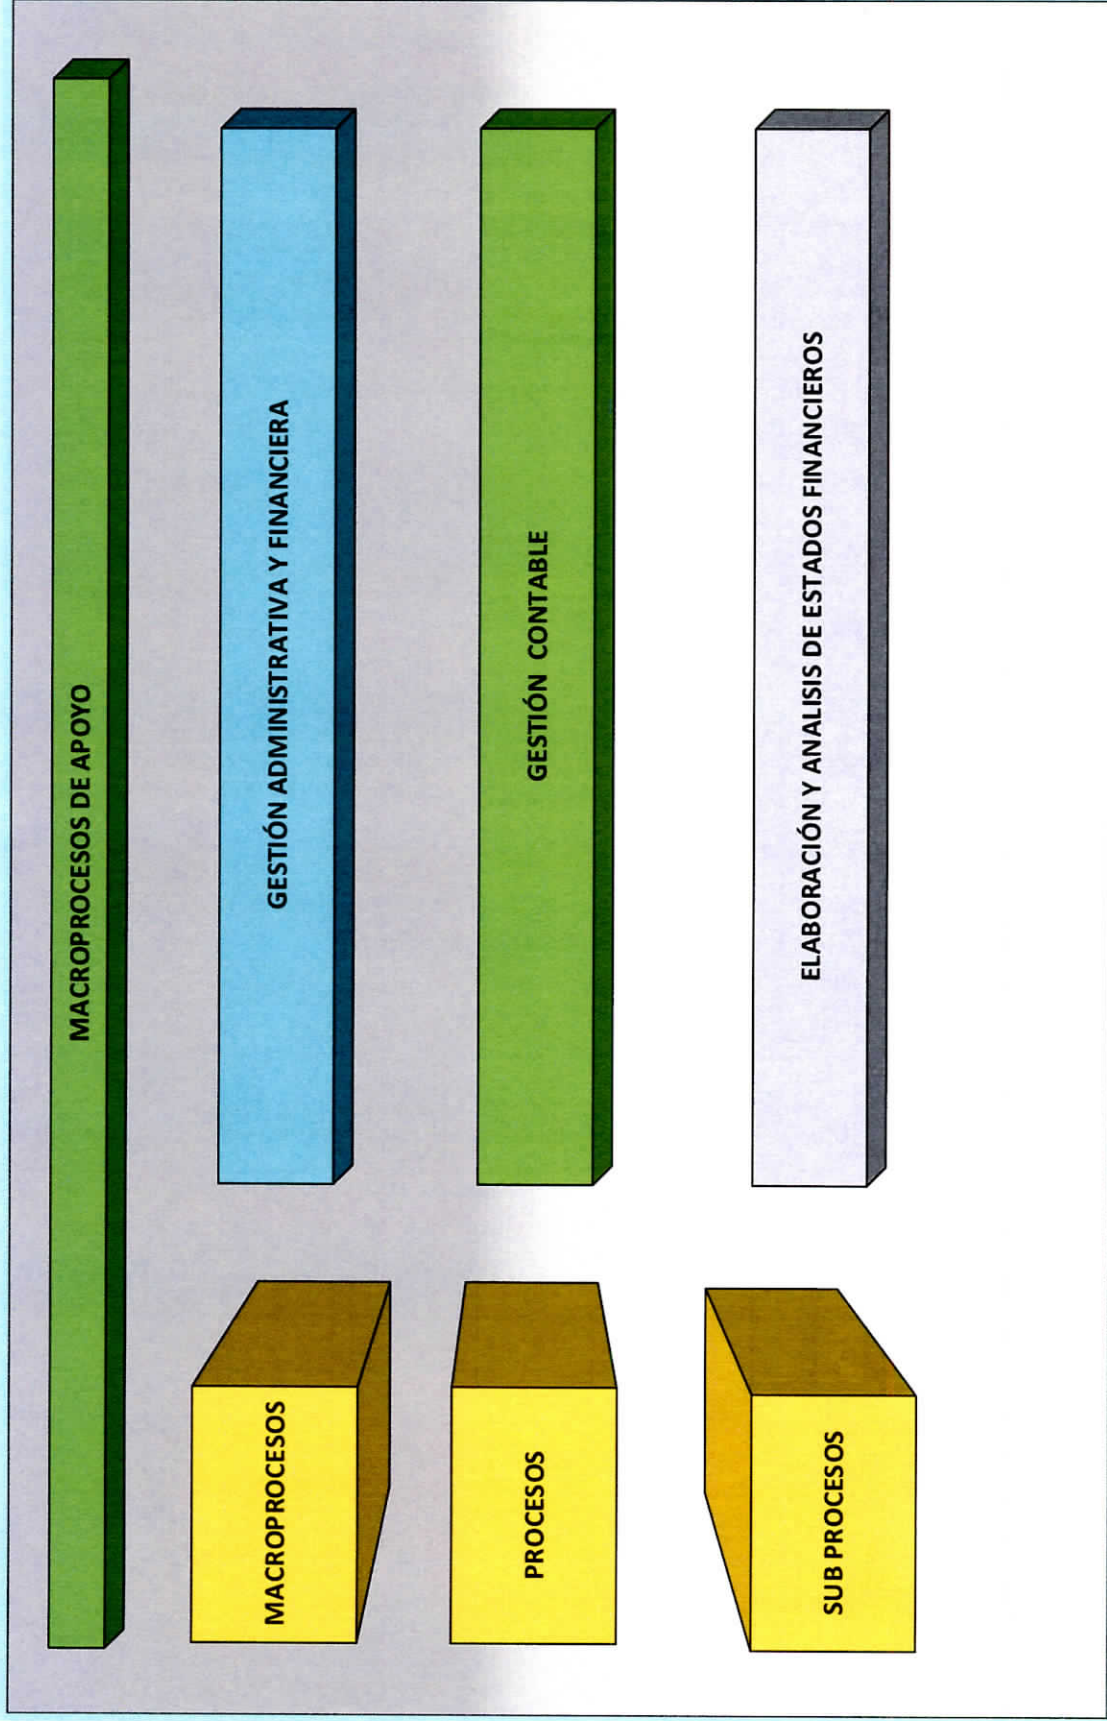 MACROPROCESOS DE APOYO
MACROPROCESOS
GESTIÓN ADMINISTRATIVA Y FINANCIERA
PROCESOS
GESTIÓN CONTABLE
SUB PROCESOS
ELABORACIÓN Y ANALISIS DE ESTADOS FINANCIEROS